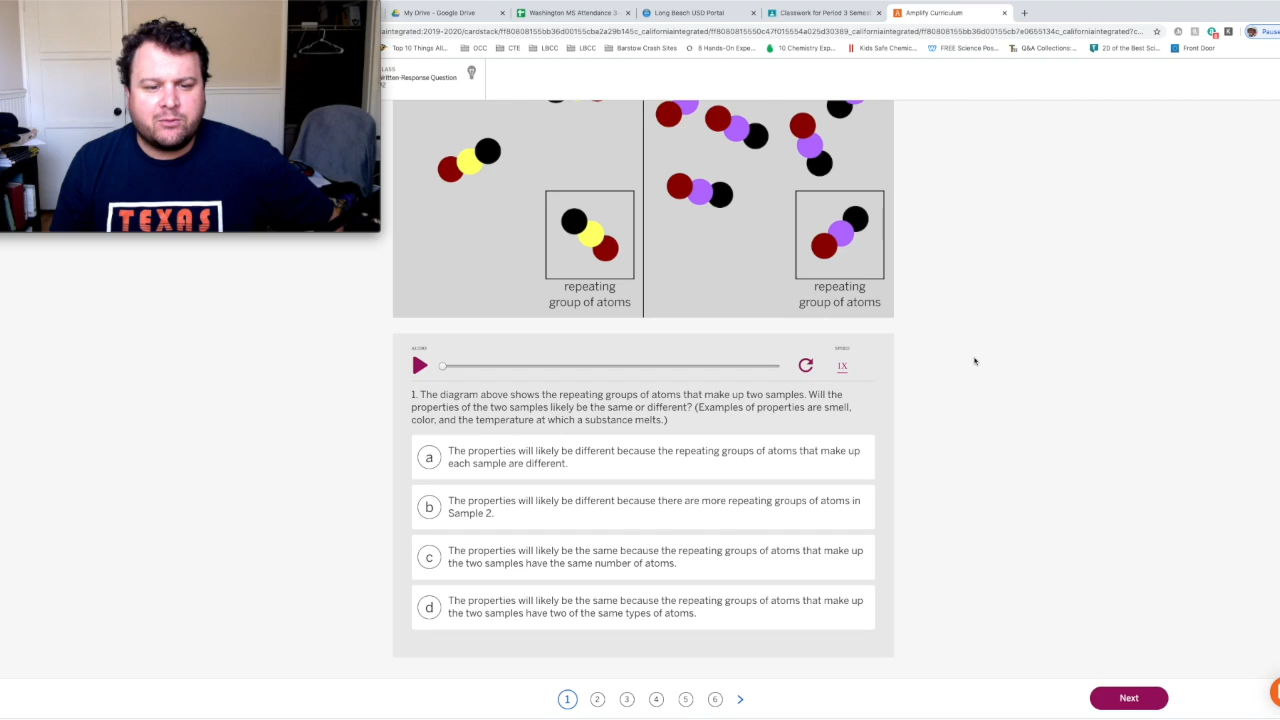 My Drive - Google Drive
Washington MS Attendance 3-
Long Beach USD Portal
Classwork for Period 3 Semest
Amplify Curriculum
caintegrated:2019-2020/cardstack/
Pause
Top 10 Things All...
OCC
CTE
LBCC
LBCC
Barstow Crash Sites
8 Hands-On Expe...
10 Chemistry Exp...
Kids Safe Chemic...
FREE Science Pos...
Q&A Collections:...
20 of the Best Sci...
Front Door
LASS
Written-Response Question
TEXAS
repeating
group of atoms
repeating
group of atoms
AUDIO
SPEED
1X
1. The diagram above shows the repeating groups of atoms that make up two samples. Will the
properties of the two samples likely be the same or different? (Examples of properties are smell,
color, and the temperature at which a substance melts.)
a
The properties will likely be different because the repeating groups of atoms that make up
each sample are different.
b
The properties will likely be different because there are more repeating groups of atoms in
Sample 2.
c
The properties will likely be the same because the repeating groups of atoms that make up
the two samples have the same number of atoms.
d
The properties will likely be the same because the repeating groups of atoms that make up
the two samples have two of the same types of atoms.
1 2 3 4 5 6
Next